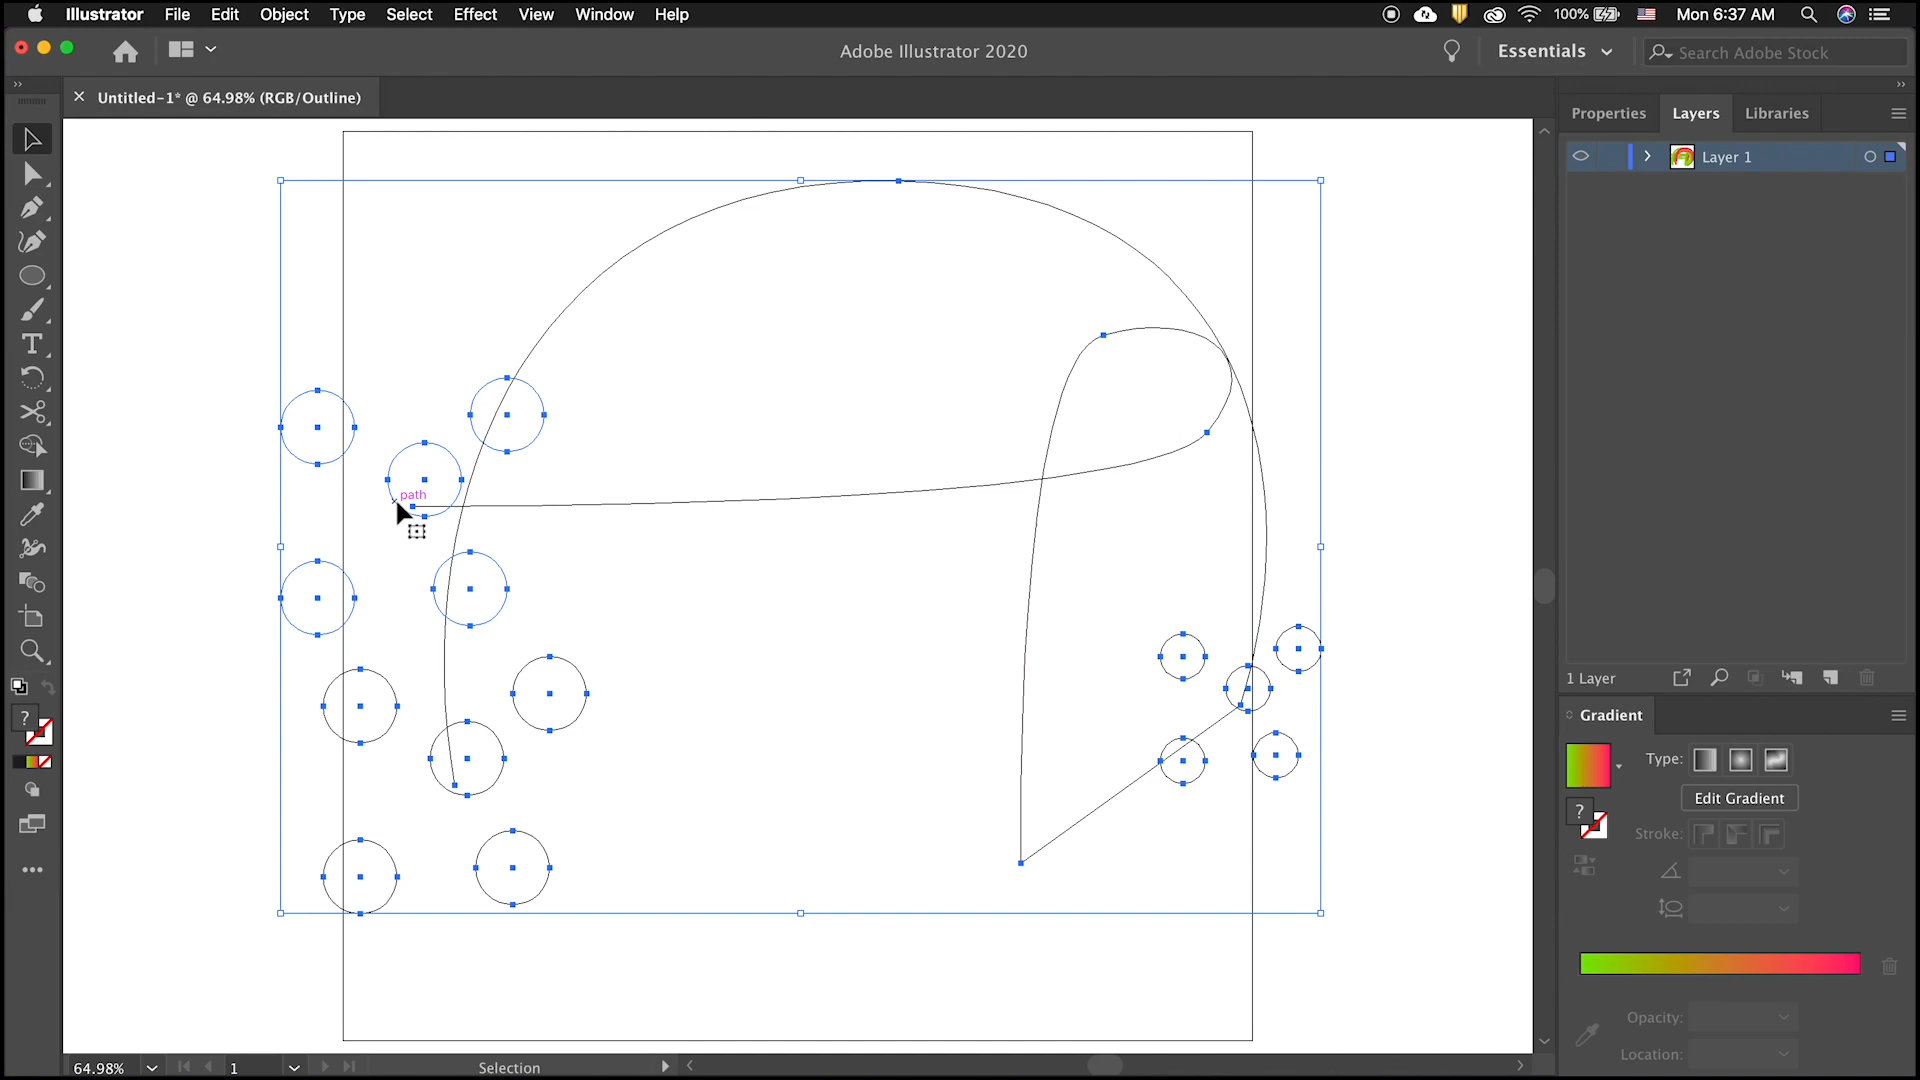 Illustrator File Edit Object Type Select Effect View Window Help
100% Mon 6:37 AM
Adobe Illustrator 2020
Essentials
Search Adobe Stock
Untitled-1* @ 64.98% (RGB/Outline)
Properties Layers Libraries
Layer 1
path
1 Layer
?
Gradient
Type:
Edit Gradient
?
Stroke:
Opacity:
Location:
64.98% 1 Selection